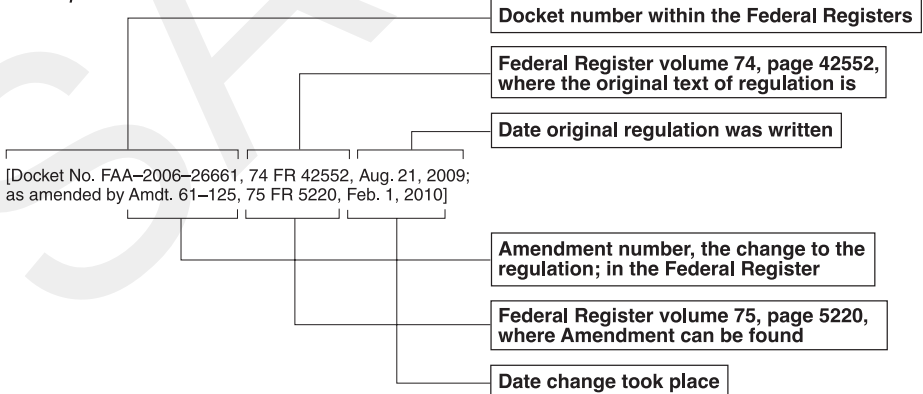 Docket number within the Federal Registers
Federal Register volume 74, page 42552,
where the original text of regulation is
Date original regulation was written
[Docket No. FAA–2006–26661, 74 FR 42552, Aug. 21, 2009;
as amended by Amdt. 61–125, 75 FR 5220, Feb. 1, 2010]
Amendment number, the change to the
regulation; in the Federal Register
Federal Register volume 75, page 5220,
where Amendment can be found
Date change took place